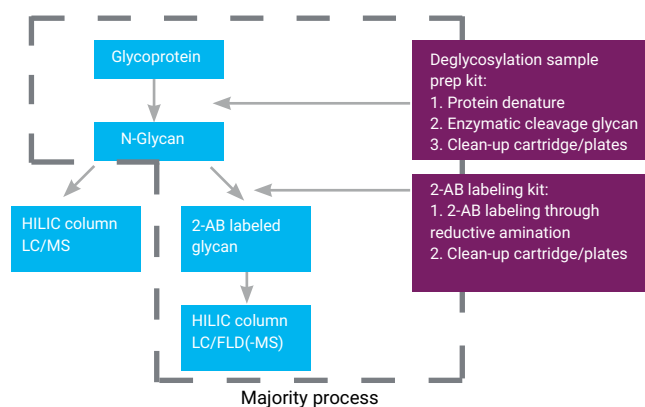 Glycoprotein
N-Glycan
HILIC column
LC/MS
2-AB labeled
glycan
HILIC column
LC/FLD(-MS)
Deglycosylation sample
prep kit:
1. Protein denature
2. Enzymatic cleavage glycan
3. Clean-up cartridge/plates
2-AB labeling kit:
1. 2-AB labeling through
reductive amination
2. Clean-up cartridge/plates
Majority process